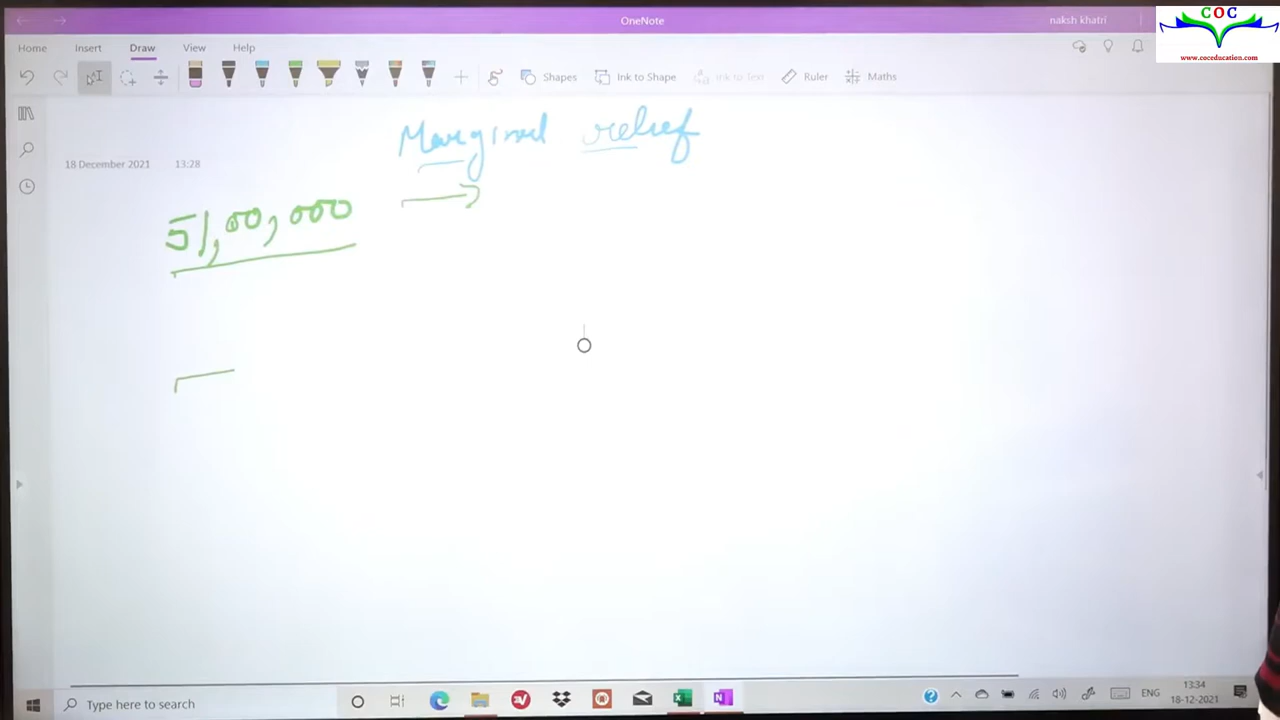 OneNote
naksh khatri
COC
www.coceducation.com
Home Insert Draw View Help
Shapes Ink to Shape Ink to Text Ruler Maths
Marginal relief
18 December 2021 13:28
51,00,000
Type here to search
ENG
13:34
18-12-2021